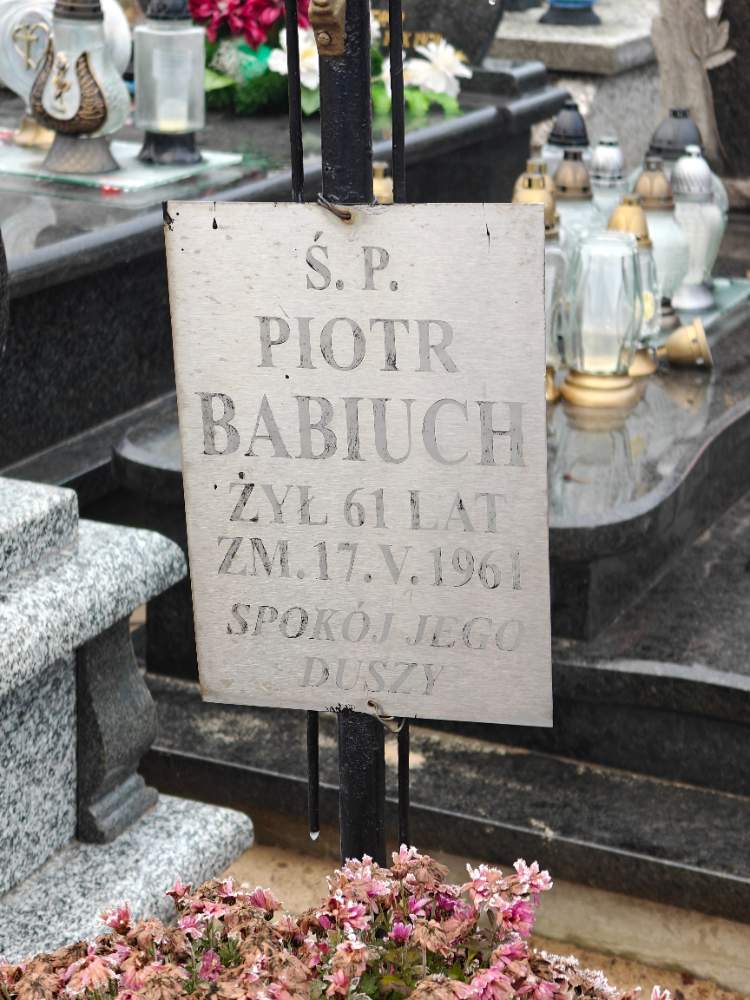 Ś. P.
PIOTR
BABIUCH
ŻYŁ 61 LAT
ZM. 17. V. 1961
SPOKÓJ JEGO
DUSZY